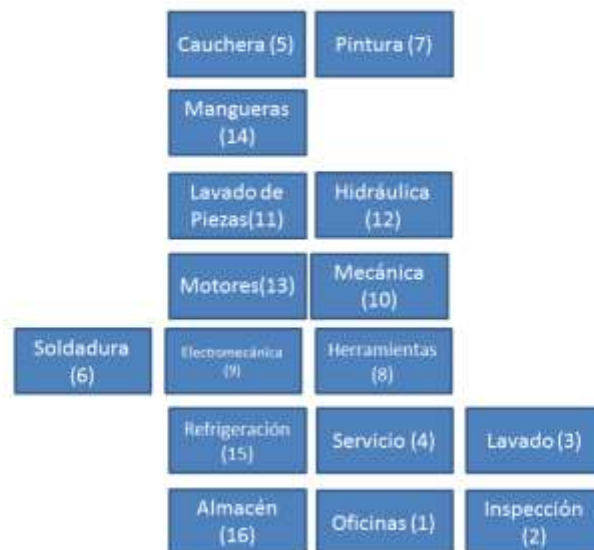 Cauchera (5)
Pintura (7)
Mangueras
(14)
Lavado de
Piezas(11)
Hidráulica
(12)
Motores(13)
Mecánica
(10)
Soldadura
(6)
Electromecánica
(9)
Herramientas
(8)
Refrigeración
(15)
Servicio (4)
Lavado (3)
Almacén
(16)
Oficinas (1)
Inspección
(2)